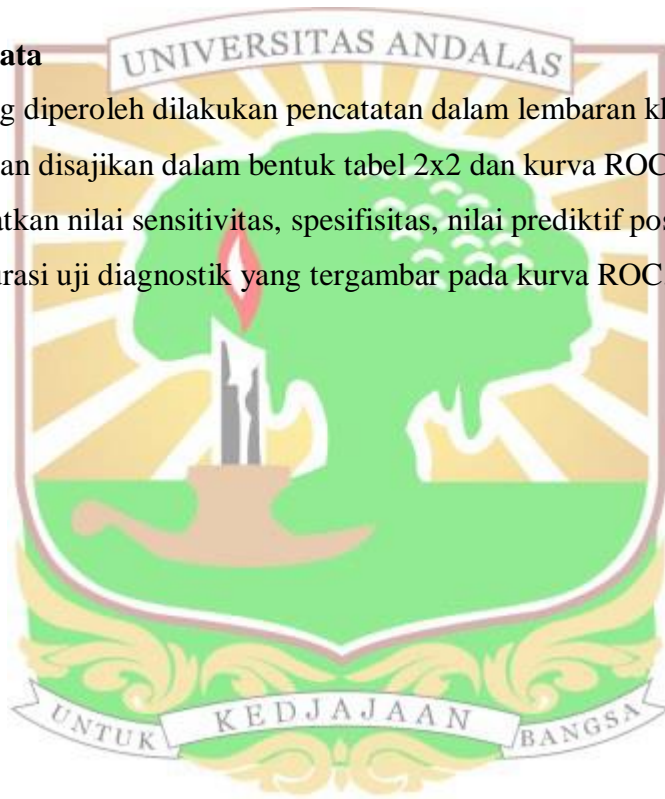 UNIVERSITAS ANDALAS
ata
g diperoleh dilakukan pencatatan dalam lembaran kl
an disajikan dalam bentuk tabel 2x2 dan kurva ROC
atkan nilai sensitivitas, spesifisitas, nilai prediktif pos
urasi uji diagnostik yang tergambar pada kurva ROC.
UNTUK KEDJAJAAN BANGSA